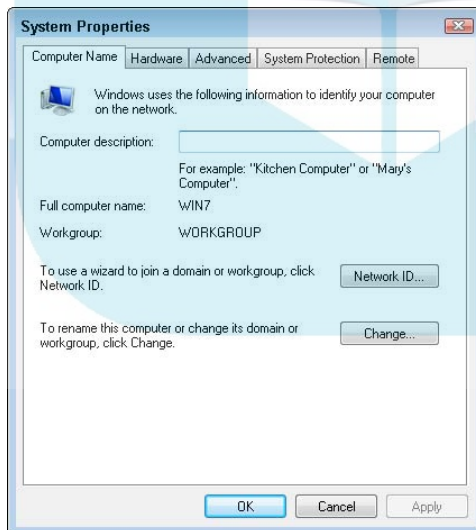 System Properties
Computer Name Hardware Advanced System Protection Remote
Windows uses the following information to identify your computer
on the network.
Computer description:
For example: "Kitchen Computer" or "Mary's
Computer".
Full computer name: WIN7
Workgroup: WORKGROUP
To use a wizard to join a domain or workgroup, click
Network ID.
Network ID...
To rename this computer or change its domain or
workgroup, click Change.
Change...
OK Cancel Apply